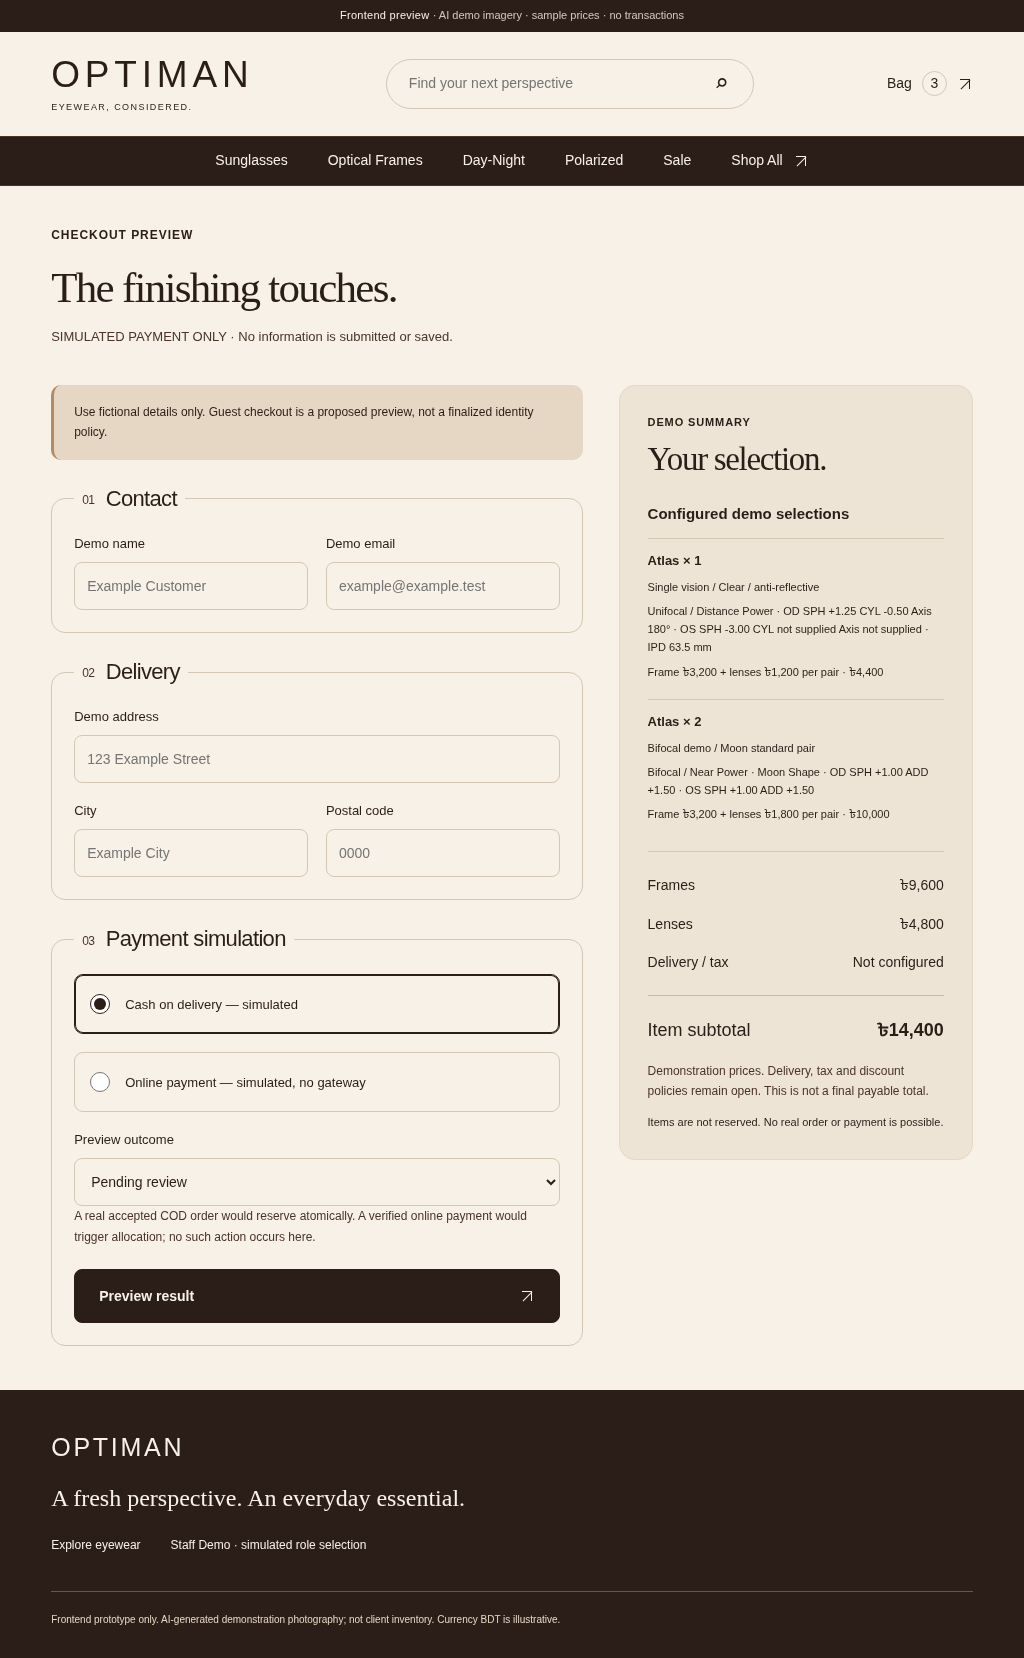 Frontend preview · AI demo imagery · sample prices · no transactions
OPTIMAN
EYEWEAR, CONSIDERED.
Find your next perspective
Bag 3
Sunglasses Optical Frames Day-Night Polarized Sale Shop All
CHECKOUT PREVIEW
The finishing touches.
SIMULATED PAYMENT ONLY · No information is submitted or saved.
Use fictional details only. Guest checkout is a proposed preview, not a finalized identity
policy.
01 Contact
Demo name Demo email
Example Customer example@example.test
02 Delivery
Demo address
123 Example Street
City Postal code
Example City 0000
03 Payment simulation
Cash on delivery — simulated
Online payment — simulated, no gateway
Preview outcome
Pending review
A real accepted COD order would reserve atomically. A verified online payment would
trigger allocation; no such action occurs here.
Preview result
DEMO SUMMARY
Your selection.
Configured demo selections
Atlas × 1
Single vision / Clear / anti-reflective
Unifocal / Distance Power · OD SPH +1.25 CYL -0.50 Axis
180° · OS SPH -3.00 CYL not supplied Axis not supplied ·
IPD 63.5 mm
Frame ৳3,200 + lenses ৳1,200 per pair · ৳4,400
Atlas × 2
Bifocal demo / Moon standard pair
Bifocal / Near Power · Moon Shape · OD SPH +1.00 ADD
+1.50 · OS SPH +1.00 ADD +1.50
Frame ৳3,200 + lenses ৳1,800 per pair · ৳10,000
Frames ৳9,600
Lenses ৳4,800
Delivery / tax Not configured
Item subtotal ৳14,400
Demonstration prices. Delivery, tax and discount
policies remain open. This is not a final payable total.
Items are not reserved. No real order or payment is possible.
OPTIMAN
A fresh perspective. An everyday essential.
Explore eyewear Staff Demo · simulated role selection
Frontend prototype only. AI-generated demonstration photography; not client inventory. Currency BDT is illustrative.